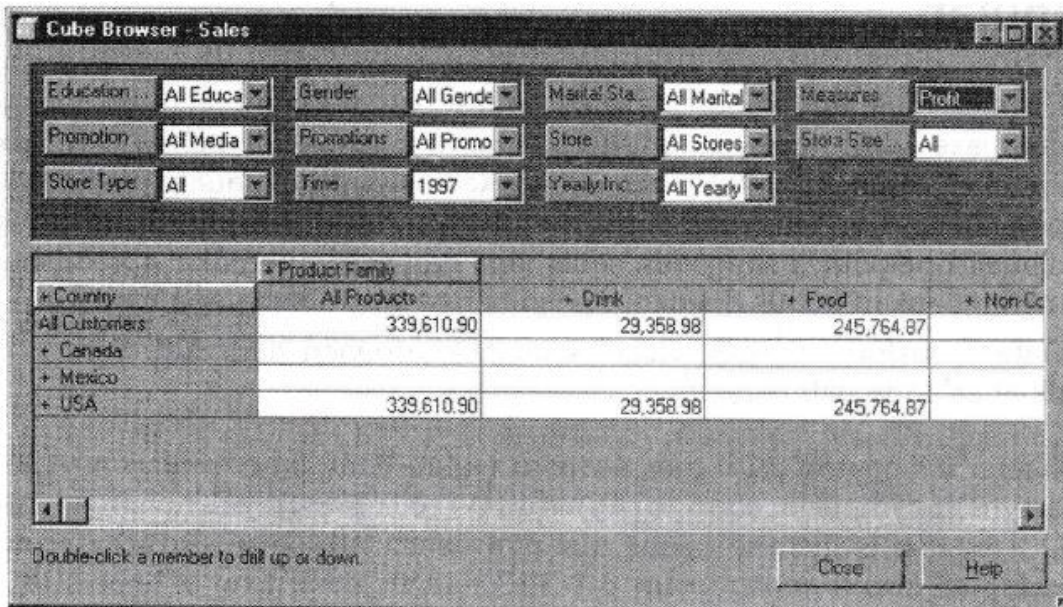 Cube Browser - Sales
Education ... All Educa Gender All Gende Marital Sta... All Marital Measures Profit
Promotion All Media Promotions All Promo Store All Stores Store Size ... All
Store Type All Time 1997 Yearly Inc... All Yearly
+ Product Family
+ Country All Products + Drink + Food + Non-Co
All Customers 339,610.90 29,358.98 245,764.87
+ Canada
+ Mexico
+ USA 339,610.90 29,358.98 245,764.87
Double-click a member to drill up or down.
Close Help